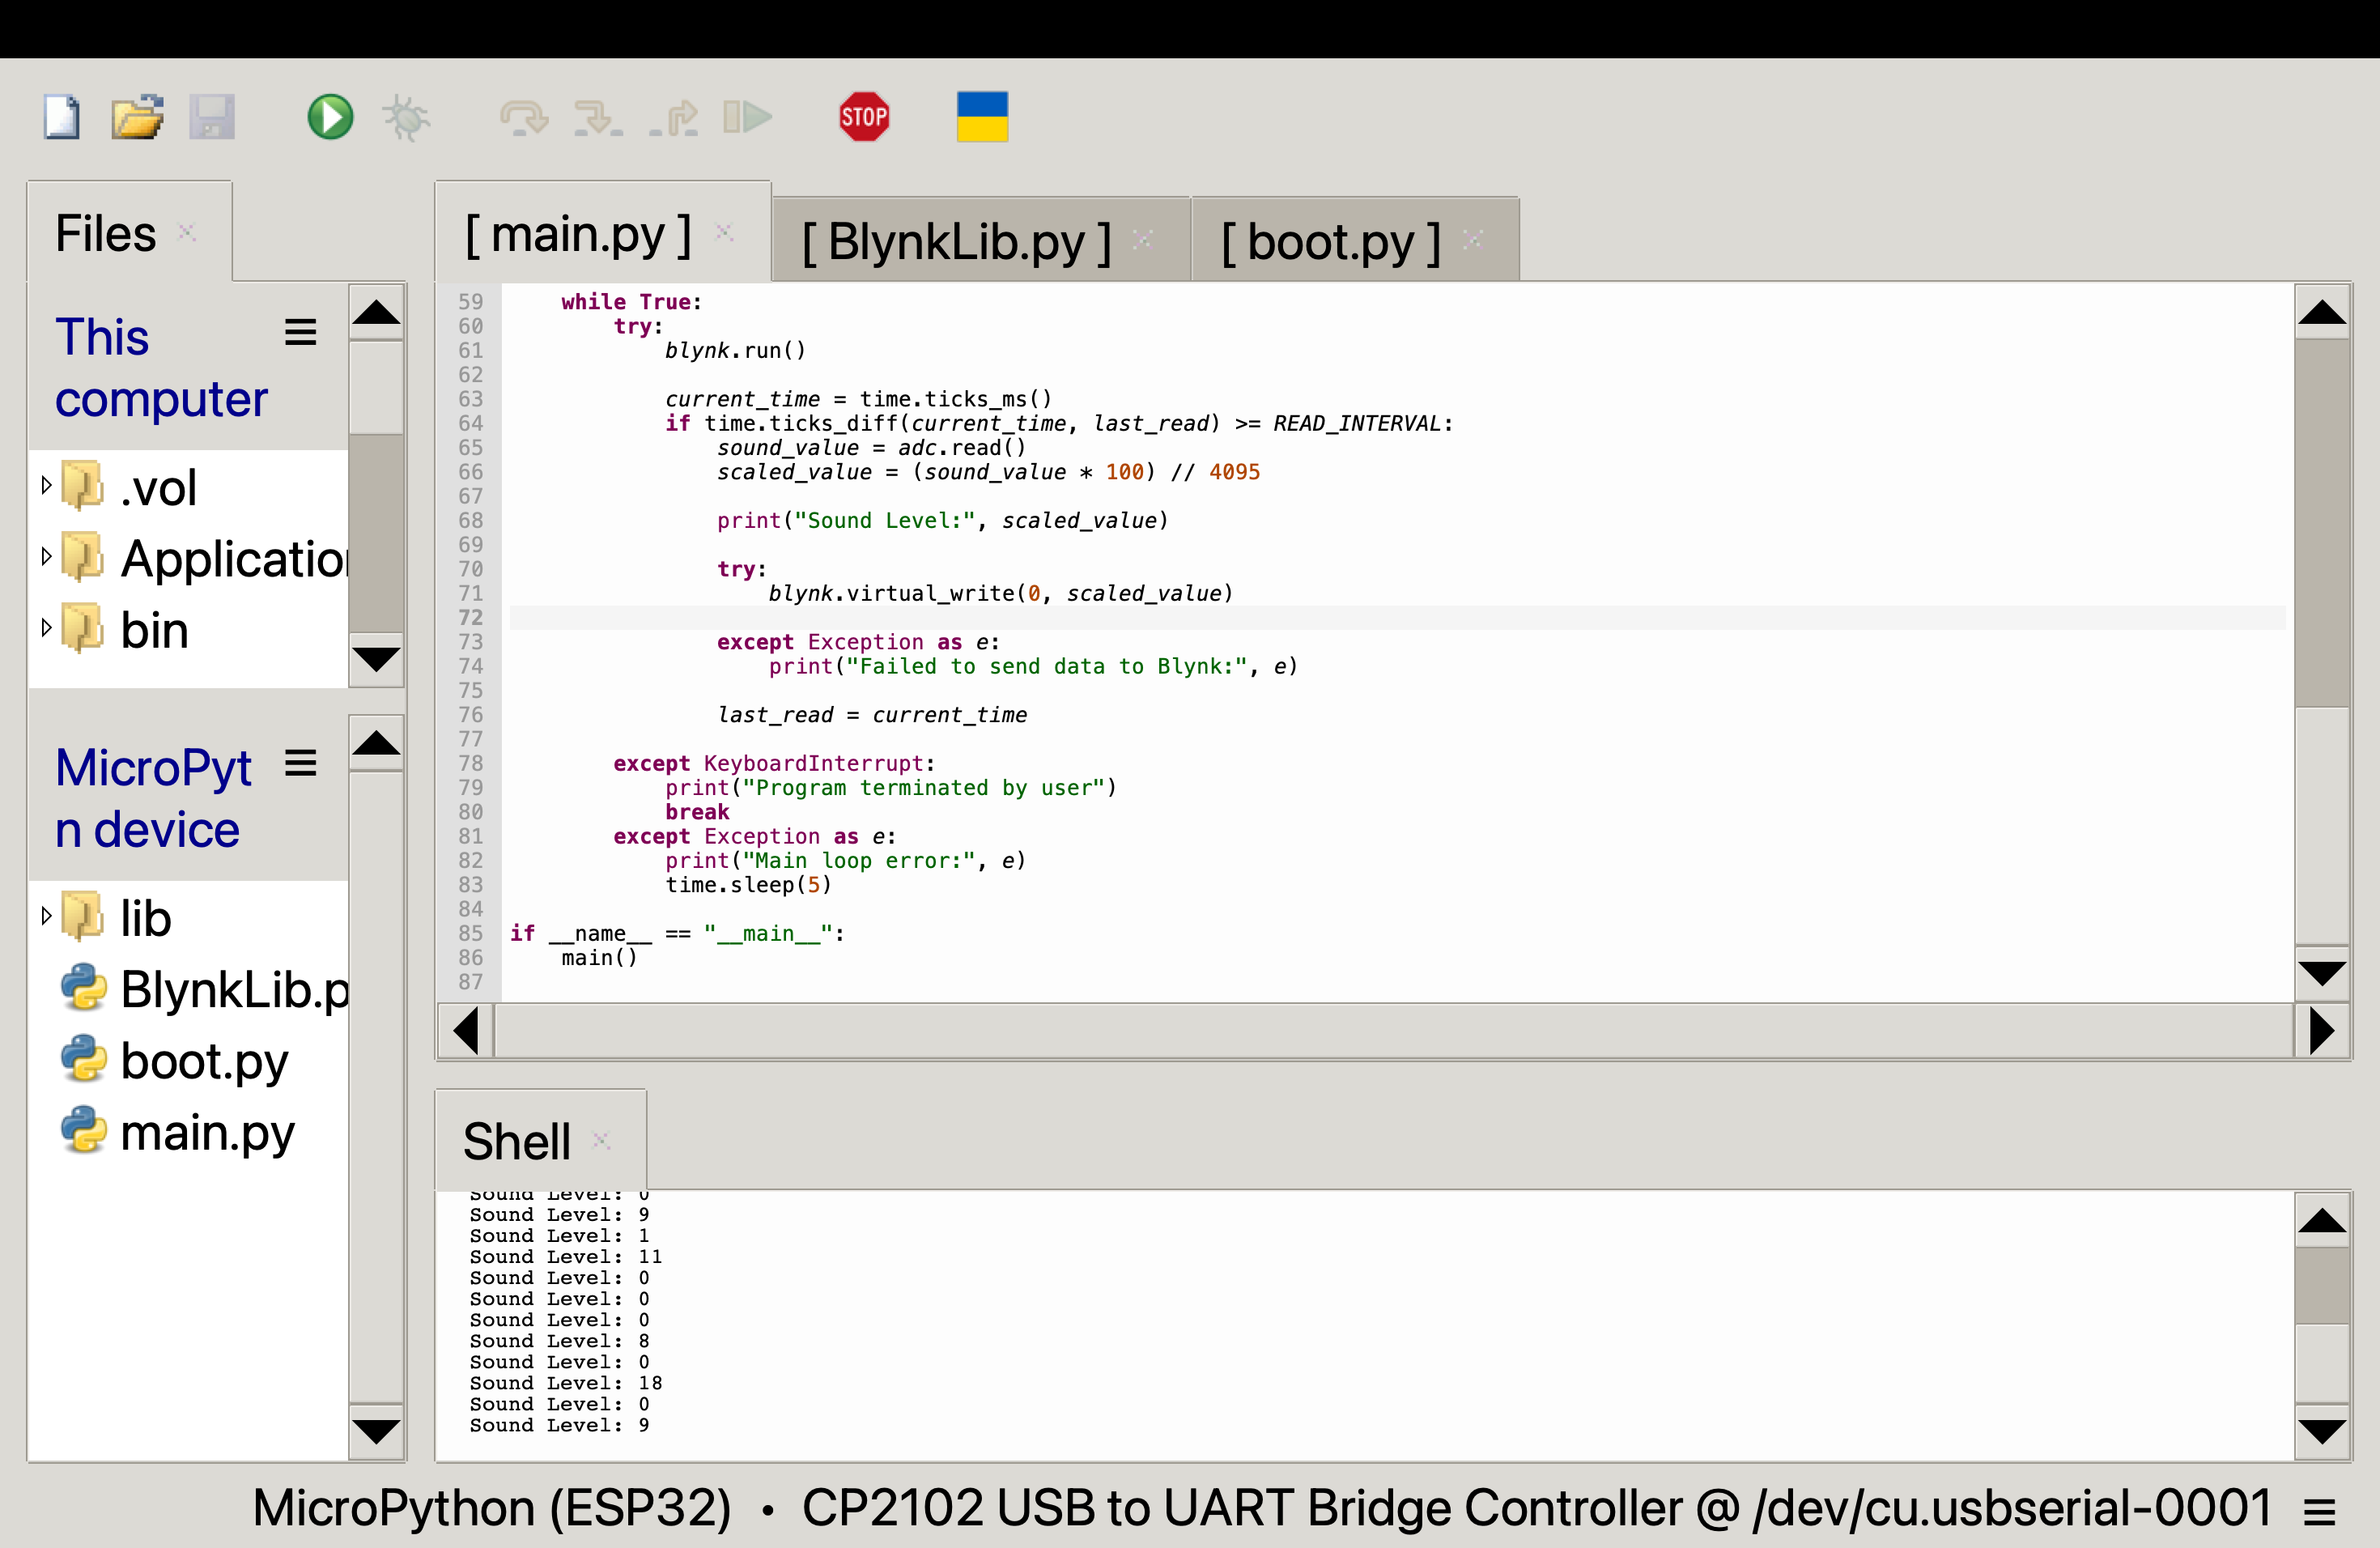 STOP
Files
This
computer
.vol
Applicatio
bin
MicroPyt
n device
lib
BlynkLib.p
boot.py
main.py
[ main.py ]
[ BlynkLib.py ]
[ boot.py ]
59 while True:
60 try:
61 blynk.run()
62
63 current_time = time.ticks_ms()
64 if time.ticks_diff(current_time, last_read) >= READ_INTERVAL:
65 sound_value = adc.read()
66 scaled_value = (sound_value * 100) // 4095
67
68 print("Sound Level:", scaled_value)
69
70 try:
71 blynk.virtual_write(0, scaled_value)
72
73 except Exception as e:
74 print("Failed to send data to Blynk:", e)
75
76 last_read = current_time
77
78 except KeyboardInterrupt:
79 print("Program terminated by user")
80 break
81 except Exception as e:
82 print("Main loop error:", e)
83 time.sleep(5)
84
85 if __name__ == "__main__":
86 main()
87
Shell
Sound Level: 0
Sound Level: 9
Sound Level: 1
Sound Level: 11
Sound Level: 0
Sound Level: 0
Sound Level: 0
Sound Level: 8
Sound Level: 0
Sound Level: 18
Sound Level: 0
Sound Level: 9
MicroPython (ESP32) • CP2102 USB to UART Bridge Controller @ /dev/cu.usbserial-0001